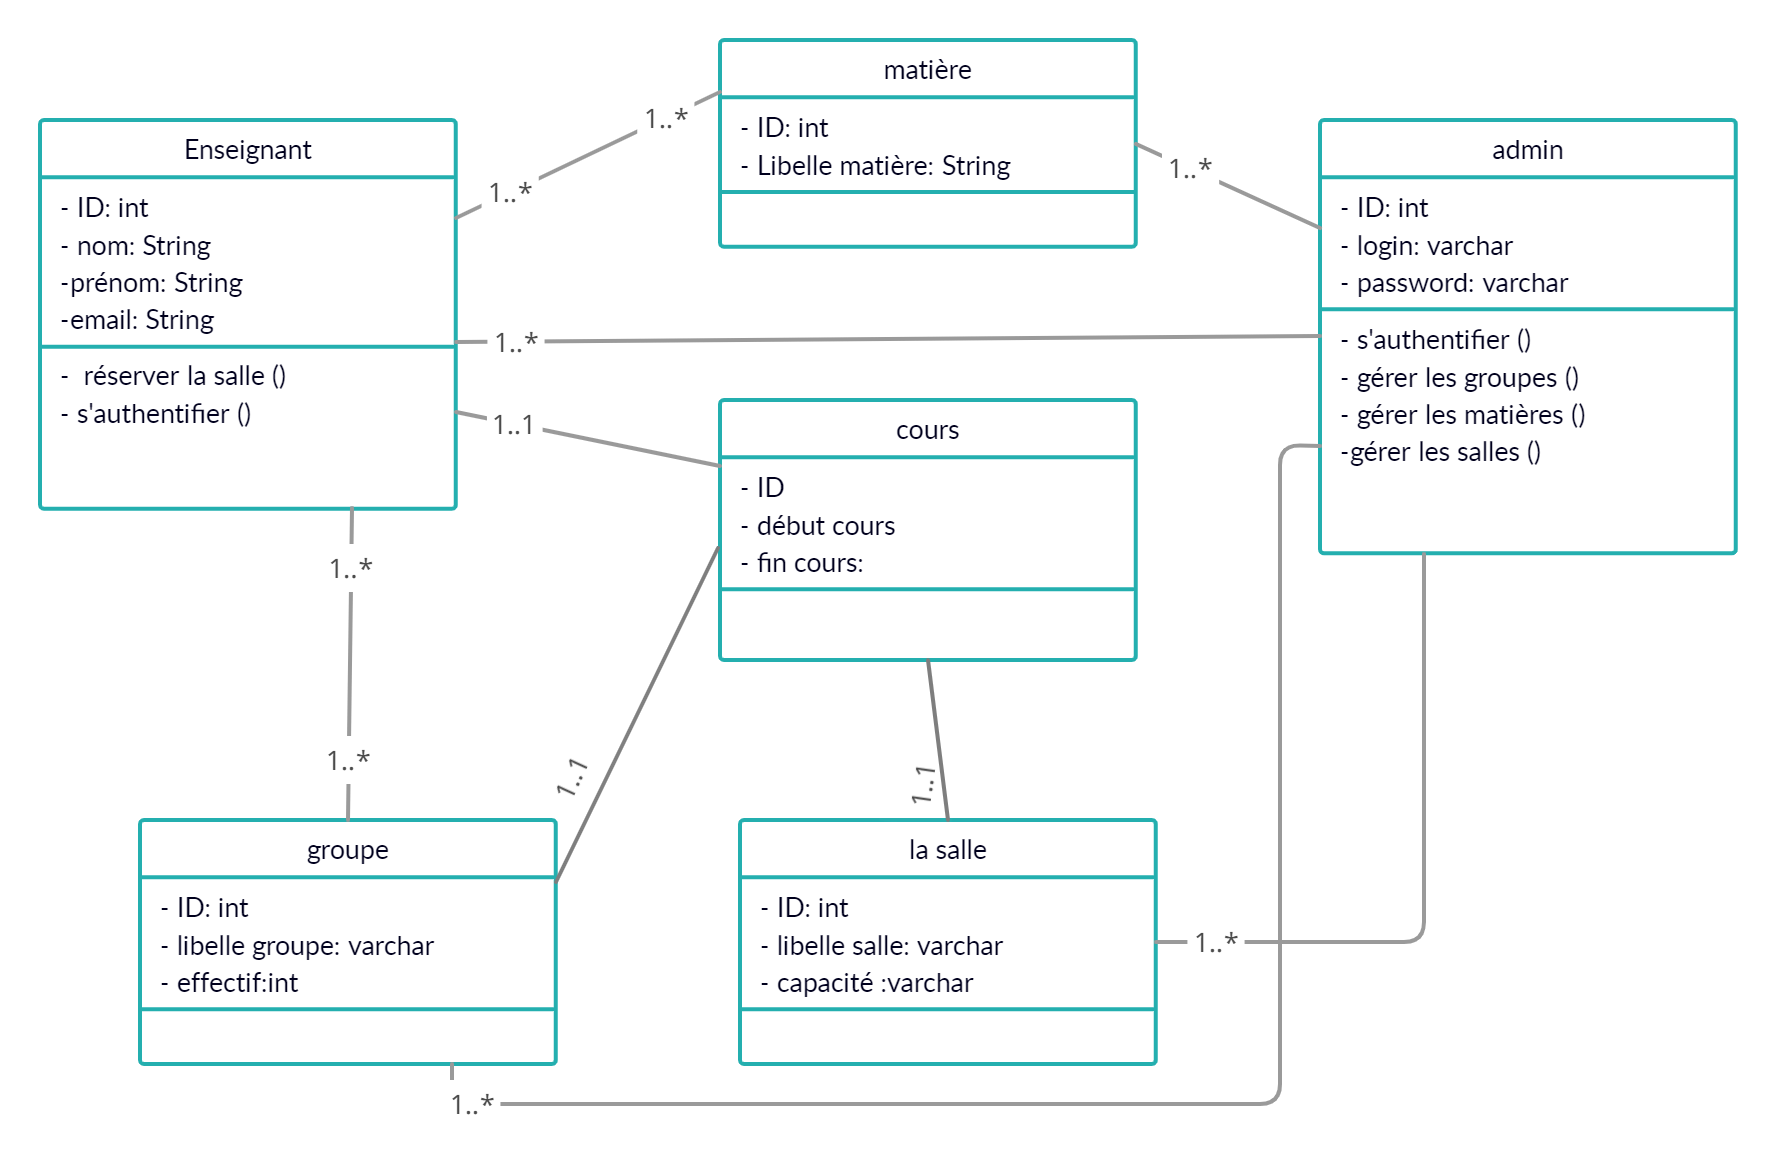 matière
- ID: int
- Libelle matière: String
1..*
1..*
1..*
Enseignant
- ID: int
- nom: String
-prénom: String
-email: String
-  réserver la salle ()
- s'authentifier ()
admin
- ID: int
- login: varchar
- password: varchar
- s'authentifier ()
- gérer les groupes ()
- gérer les matières ()
-gérer les salles ()
1..*
1..1
cours
- ID
- début cours
- fin cours:
1..*
1..*
1..1
1..1
groupe
- ID: int
- libelle groupe: varchar
- effectif:int
la salle
- ID: int
- libelle salle: varchar
- capacité :varchar
1..*
1..*